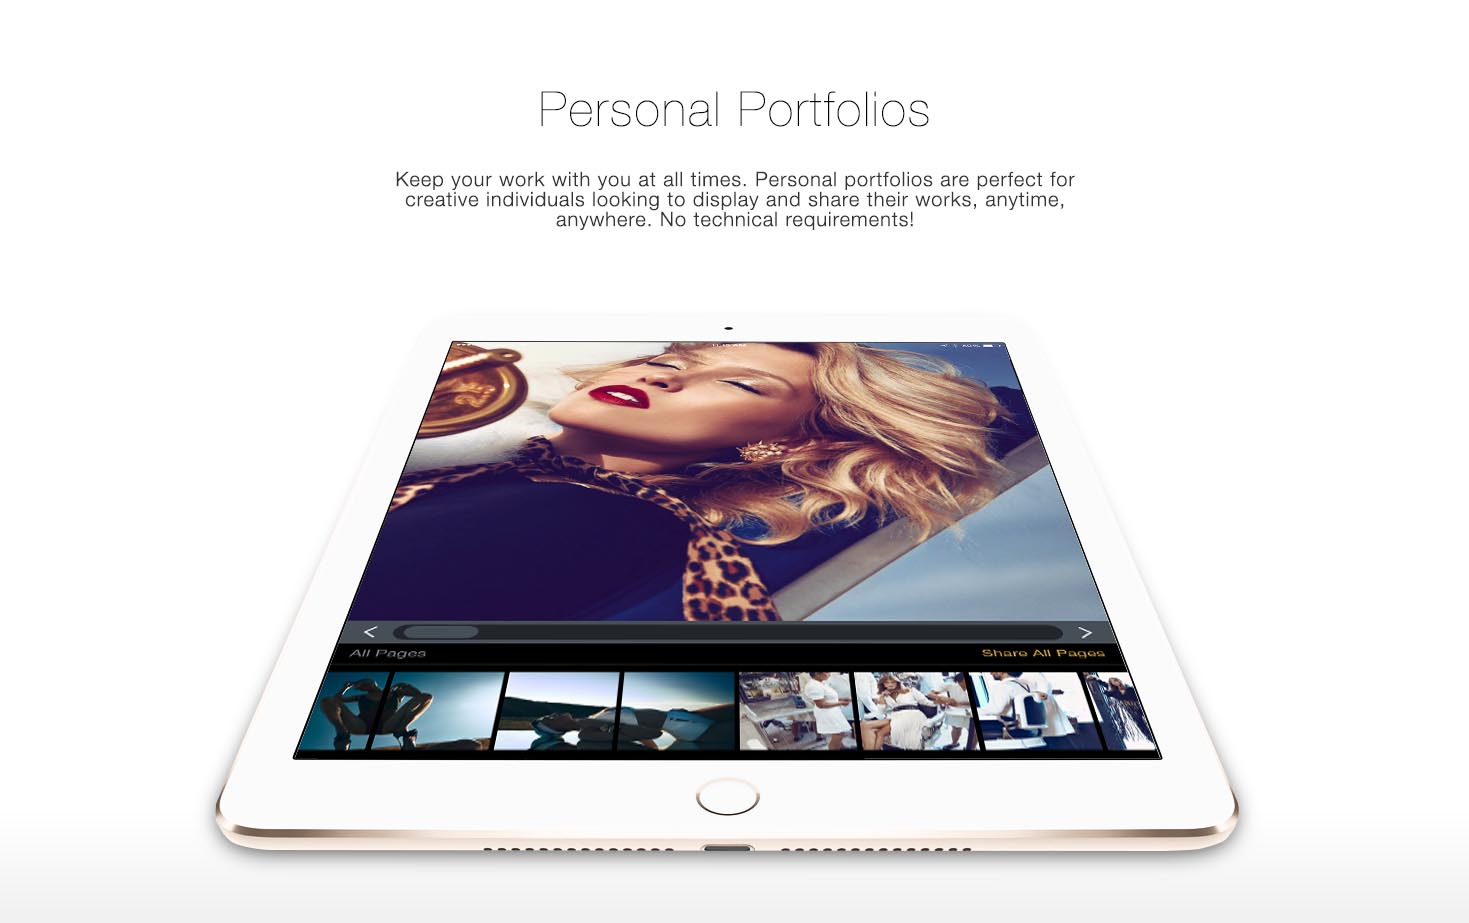 Personal Portfolios
Keep your work with you at all times. Personal portfolios are perfect for
creative individuals looking to display and share their works, anytime,
anywhere. No technical requirements!
All Pages
Share All Pages